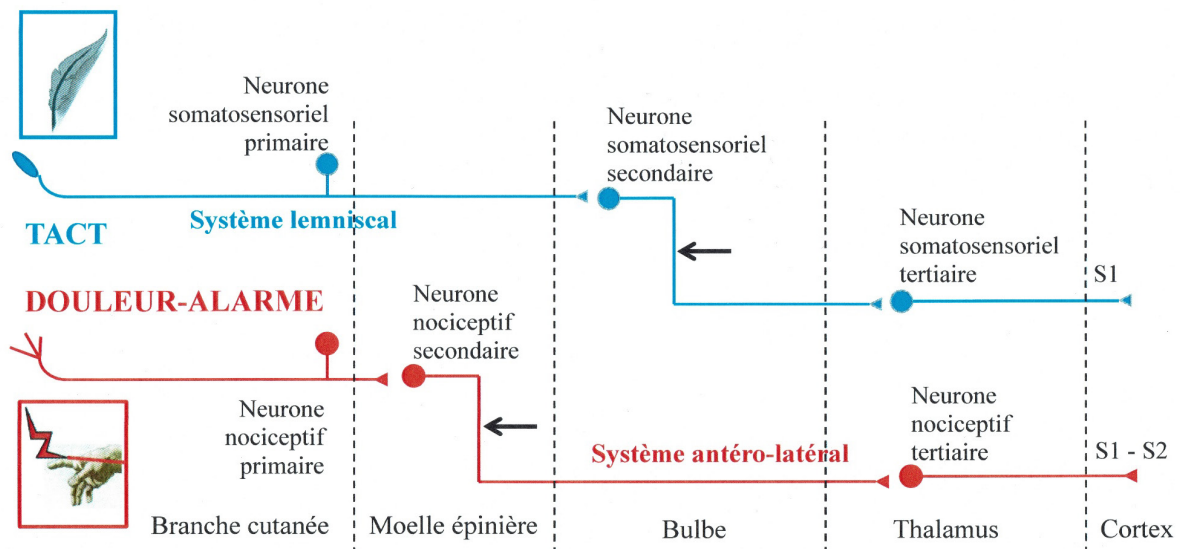 Neurone
somatosensoriel
primaire
Neurone
somatosensoriel
secondaire
Système lemniscal
TACT
Neurone
somatosensoriel
tertiaire
S1
DOULEUR-ALARME
Neurone
nociceptif
secondaire
Neurone
nociceptif
primaire
Système antéro-latéral
Neurone
nociceptif
tertiaire
S1 - S2
Branche cutanée
Moelle épinière
Bulbe
Thalamus
Cortex